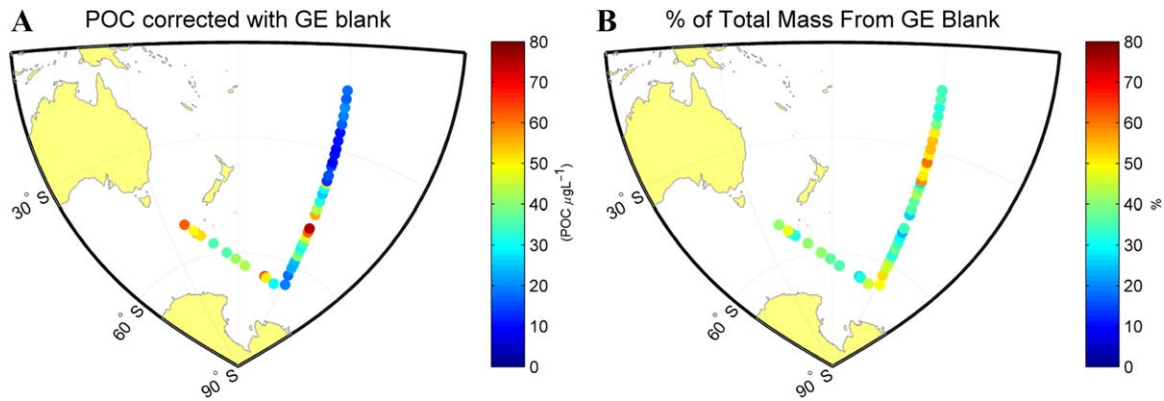 A
POC corrected with GE blank
30° S
60° S
90° S
80
70
60
50
40
30
20
10
0
(POC µgL⁻¹)
B
% of Total Mass From GE Blank
30° S
60° S
90° S
80
70
60
50
40
30
20
10
0
%